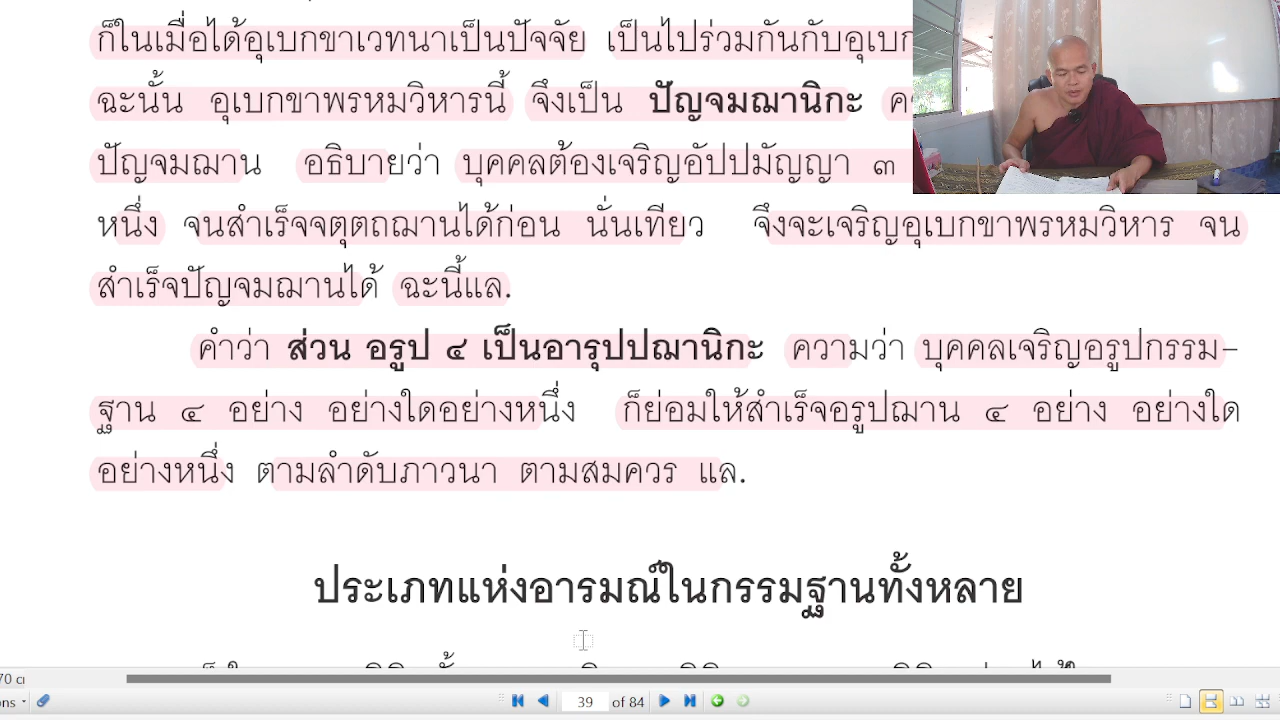 ก็ในเมื่อได้อุเบกขาเวทนาเป็นปัจจัย เป็นไปร่วมกันกับ
ฉะนั้น อุเบกขาพรหมวิหารนี้ จึงเป็น ปัญจมฌานิกะ
ปัญจมฌาน อธิบายว่า บุคคลต้องเจริญอัปปมัญญา ๓
หนึ่ง จนสำเร็จจตุตถฌานได้ก่อน นั่นเทียว จึงจะเจริญอุเบกขาพรหมวิหาร จน
สำเร็จปัญจมฌานได้ ฉะนี้แล.
คำว่า ส่วน อรูป ๔ เป็นอารุปปฌานิกะ ความว่า บุคคลเจริญอรูปกรรม–
ฐาน ๔ อย่าง อย่างใดอย่างหนึ่ง ก็ย่อมให้สำเร็จอรูปฌาน ๔ อย่าง อย่างใด
อย่างหนึ่ง ตามลำดับภาวนา ตามสมควร แล.
ประเภทแห่งอารมณ์ในกรรมฐานทั้งหลาย
39 of 84